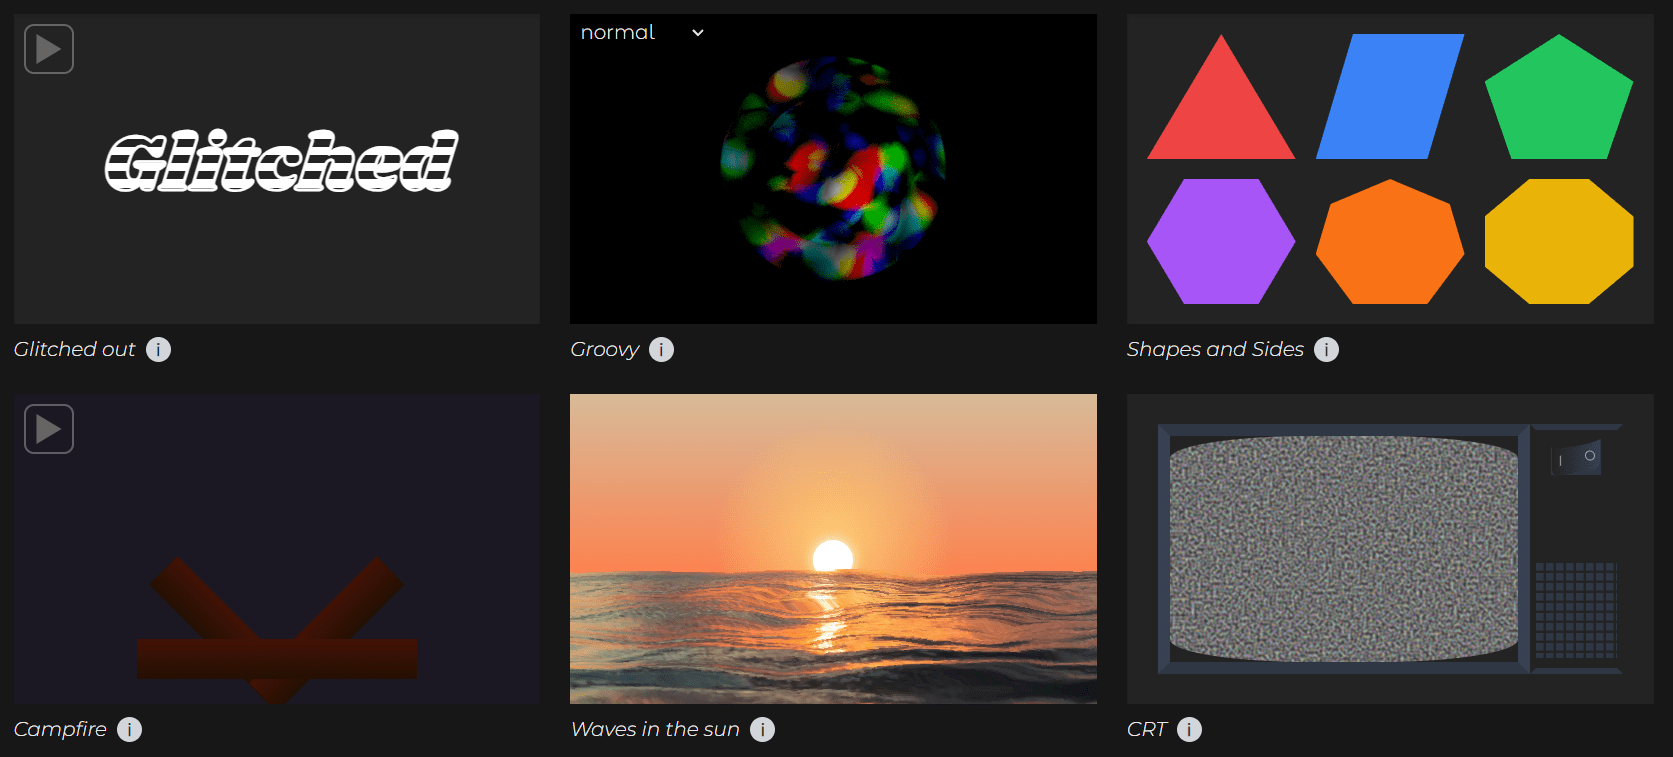 Glitched
normal
Glitched out i
Groovy i
Shapes and Sides i
Campfire i
Waves in the sun i
CRT i